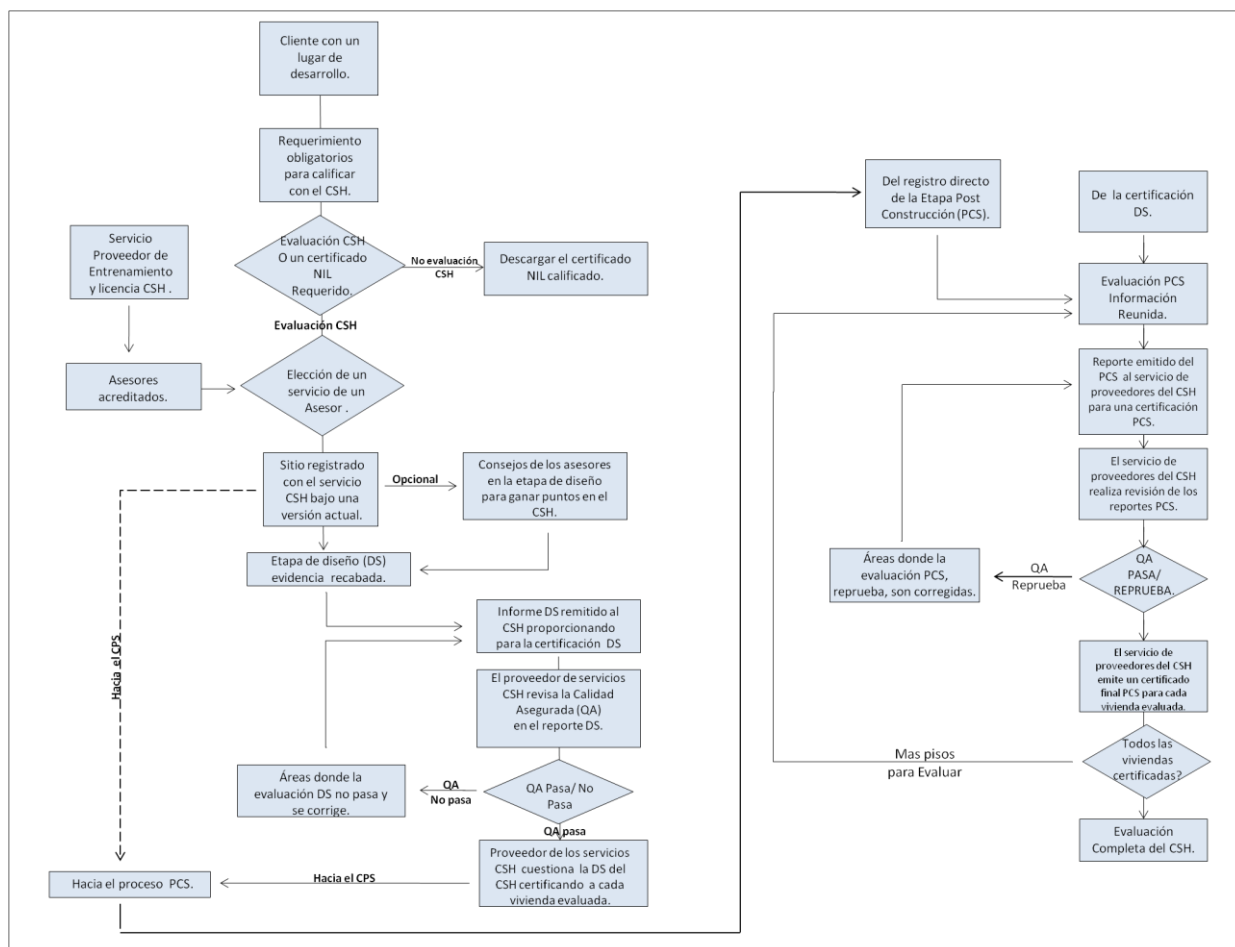 Cliente con un
lugar de
desarrollo.
Requerimiento
obligatorios
para calificar
con el CSH.
Servicio
Proveedor de
Entrenamiento
y licencia CSH .
Evaluación CSH
O un certificado
NIL
Requerido.
No evaluación
CSH
Descargar el certificado
NIL calificado.
Evaluación CSH
Asesores
acreditados.
Elección de un
servicio de un
Asesor .
Sitio registrado
con el servicio
CSH bajo una
versión actual.
Opcional
Consejos de los asesores
en la etapa de diseño
para ganar puntos en el
CSH.
Etapa de diseño (DS)
evidencia recabada.
Informe DS remitido al
CSH proporcionando
para la certificación DS
El proveedor de servicios
CSH revisa la Calidad
Asegurada (QA)
en el reporte DS.
Hacia el CPS
Áreas donde la
evaluación DS no pasa y
se corrige.
QA
No pasa
QA Pasa/ No
Pasa
QA pasa
Proveedor de los servicios
CSH cuestiona la DS del
CSH certificando a cada
vivienda evaluada.
Hacia el CPS
Hacia el proceso PCS.
Del registro directo
de la Etapa Post
Construcción (PCS).
De la certificación
DS.
Evaluación PCS
Información
Reunida.
Reporte emitido del
PCS al servicio de
proveedores del CSH
para una certificación
PCS.
El servicio de
proveedores del CSH
realiza revisión de los
reportes PCS.
Áreas donde la
evaluación PCS,
reprueba, son corregidas.
QA
Reprueba
QA
PASA/
REPRUEBA.
El servicio de
proveedores del CSH
emite un certificado
final PCS para cada
vivienda evaluada.
Mas pisos
para Evaluar
Todos las
viviendas
certificadas?
Evaluación
Completa del CSH.